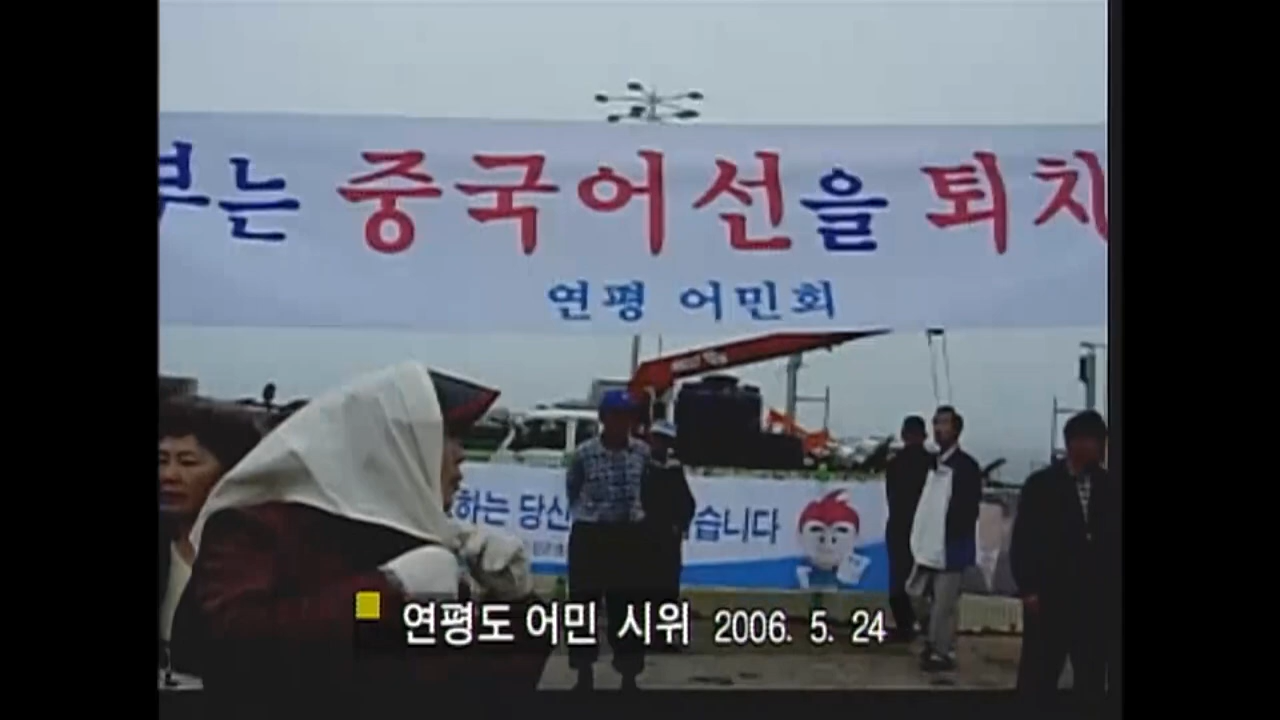 부는 중국어선을 퇴치
연평 어민회
하는 당신 습니다
연평도 어민 시위 2006. 5. 24